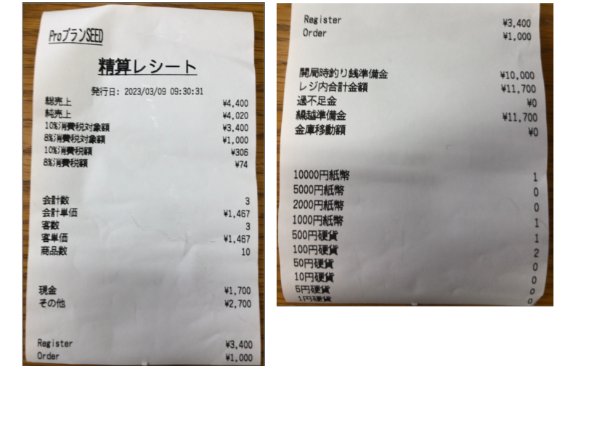 ProプランSEED
精算レシート
発行日: 2023/03/09 09:30:31
総売上 ¥4,400
純売上 ¥4,020
10%消費税対象額 ¥3,400
8%消費税対象額 ¥1,000
10%消費税額 ¥306
8%消費税額 ¥74
会計数 3
会計単価 ¥1,467
客数 3
客単価 ¥1,467
商品数 10
現金 ¥1,700
その他 ¥2,700
Register ¥3,400
Order ¥1,000
Register ¥3,400
Order ¥1,000
開局時釣り銭準備金 ¥10,000
レジ内合計金額 ¥11,700
過不足金 ¥0
繰越準備金 ¥11,700
金庫移動額 ¥0
10000円紙幣 1
5000円紙幣 0
2000円紙幣 0
1000円紙幣 1
500円硬貨 1
100円硬貨 2
50円硬貨 0
10円硬貨 0
5円硬貨 0
1円硬貨 0